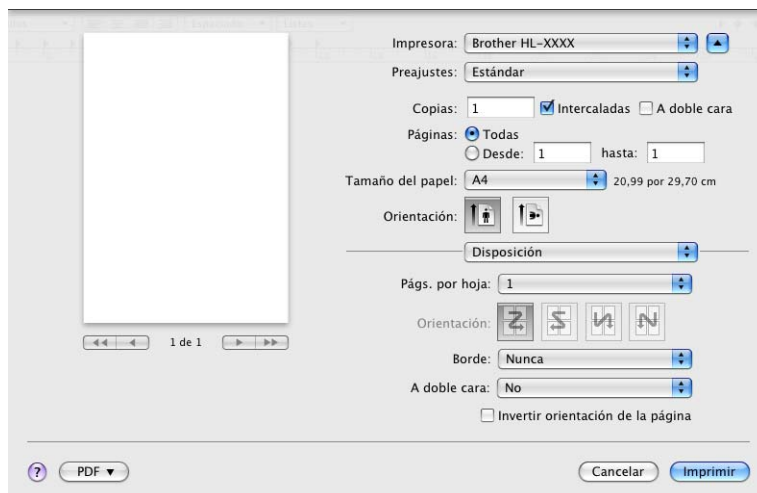 Impresora: Brother HL-XXXX
Preajustes: Estándar
Copias: 1 Intercaladas A doble cara
Páginas: Todas
Desde: 1 hasta: 1
Tamaño del papel: A4 20,99 por 29,70 cm
Orientación:
Disposición
Págs. por hoja: 1
Orientación:
1 de 1
Borde: Nunca
A doble cara: No
Invertir orientación de la página
? PDF ▼ Cancelar Imprimir